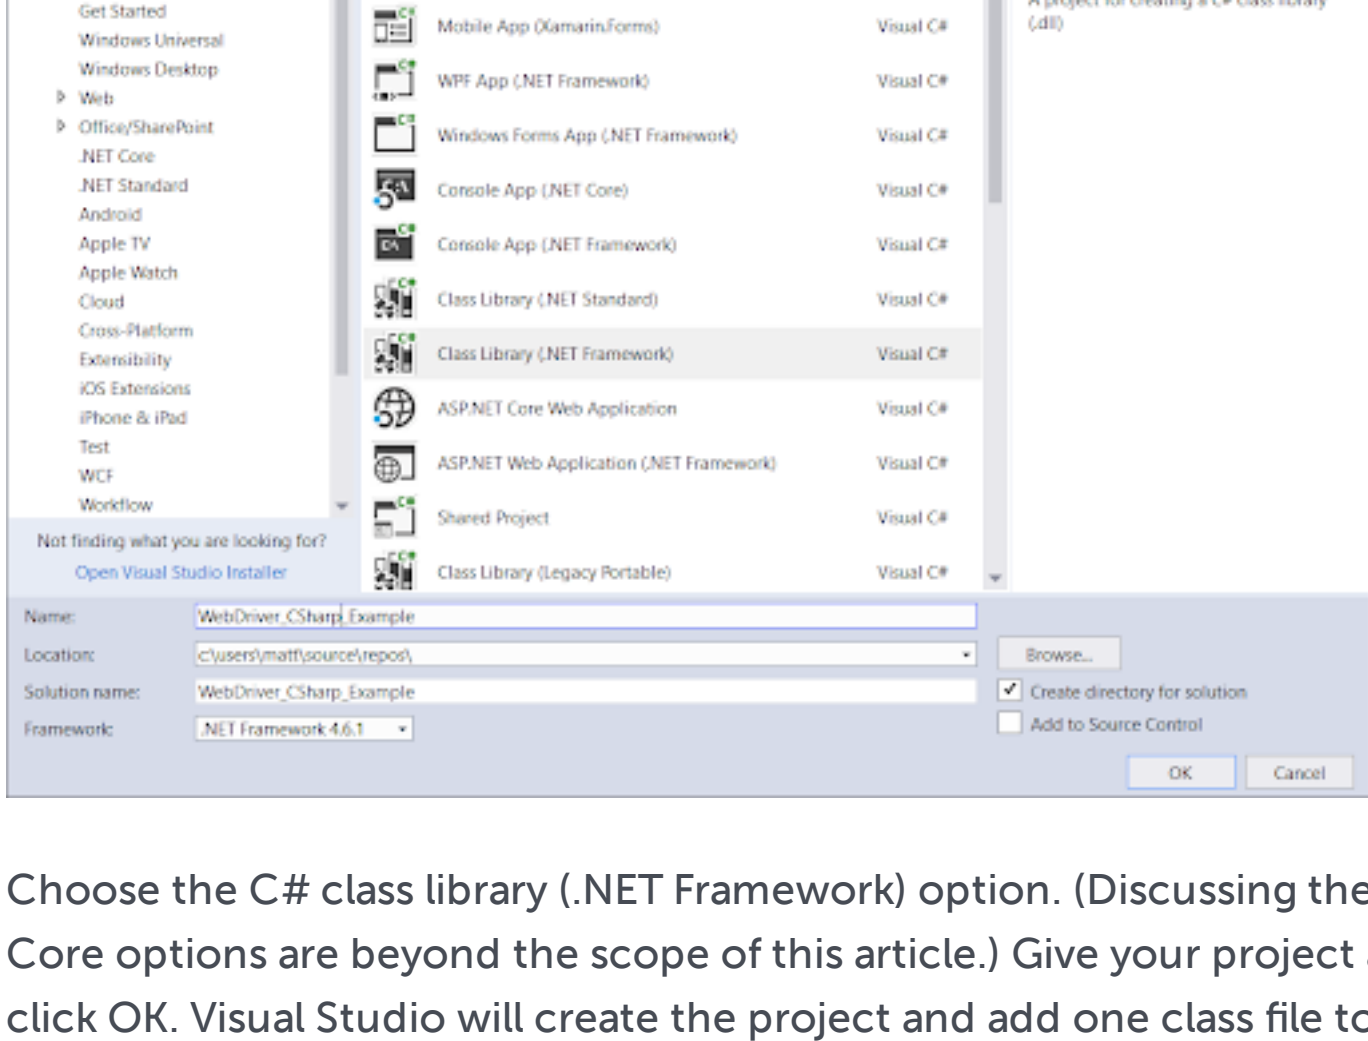 Get Started
Windows Universal
Windows Desktop
Web
Office/SharePoint
.NET Core
.NET Standard
Android
Apple TV
Apple Watch
Cloud
Cross-Platform
Extensibility
iOS Extensions
iPhone & iPad
Test
WCF
Workflow
Not finding what you are looking for?
Open Visual Studio Installer
Mobile App (Xamarin.Forms) Visual C#
WPF App (.NET Framework) Visual C#
Windows Forms App (.NET Framework) Visual C#
Console App (.NET Core) Visual C#
Console App (.NET Framework) Visual C#
Class Library (.NET Standard) Visual C#
Class Library (.NET Framework) Visual C#
ASP.NET Core Web Application Visual C#
ASP.NET Web Application (.NET Framework) Visual C#
Shared Project Visual C#
Class Library (Legacy Portable) Visual C#
A project for creating a C# class library
(.dll)
Name: WebDriver_CSharp_Example
Location: c:\users\matt\source\repos\ Browse...
Solution name: WebDriver_CSharp_Example Create directory for solution
Framework: .NET Framework 4.6.1 Add to Source Control
OK Cancel
Choose the C# class library (.NET Framework) option. (Discussing the
Core options are beyond the scope of this article.) Give your project
click OK. Visual Studio will create the project and add one class file to